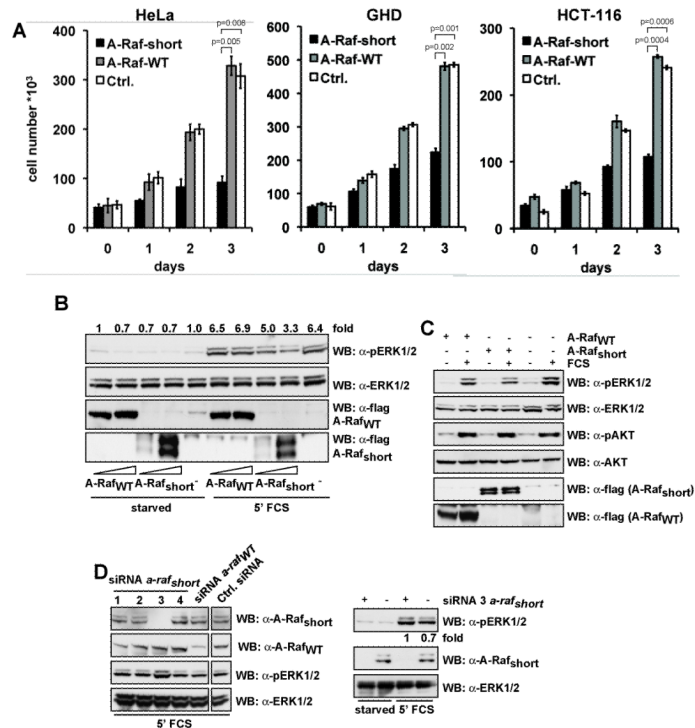 A
HeLa
GHD
HCT-116
p=0.006
p=0.005
p=0.001
p=0.002
p=0.0006
p=0.0004
A-Raf-short
A-Raf-WT
Ctrl.
A-Raf-short
A-Raf-WT
Ctrl.
A-Raf-short
A-Raf-WT
Ctrl.
cell number *10³
400
300
200
100
0
600
500
400
300
200
100
0
300
200
100
0
0 1 2 3
days
0 1 2 3
days
0 1 2 3
days
B
1 0.7 0.7 0.7 1.0 6.5 6.9 5.0 3.3 6.4 fold
WB: α-pERK1/2
WB: α-ERK1/2
WB: α-flag
A-RafWT
WB: α-flag
A-Rafshort
A-RafWT A-Rafshort - A-RafWT A-Rafshort -
starved 5' FCS
C
+ + - - - - A-RafWT
- - + + - - A-Rafshort
- + - + - + FCS
WB: α-pERK1/2
WB: α-ERK1/2
WB: α-pAKT
WB: α-AKT
WB: α-flag (A-Rafshort)
WB: α-flag (A-RafWT)
D
siRNA a-rafshort
siRNA a-rafWT
Ctrl. siRNA
1 2 3 4
WB: α-A-Rafshort
WB: α-A-RafWT
WB: α-pERK1/2
WB: α-ERK1/2
5' FCS
+ - + - siRNA 3 a-rafshort
WB: α-pERK1/2
1 0.7
fold
WB: α-A-Rafshort
WB: α-ERK1/2
starved 5' FCS